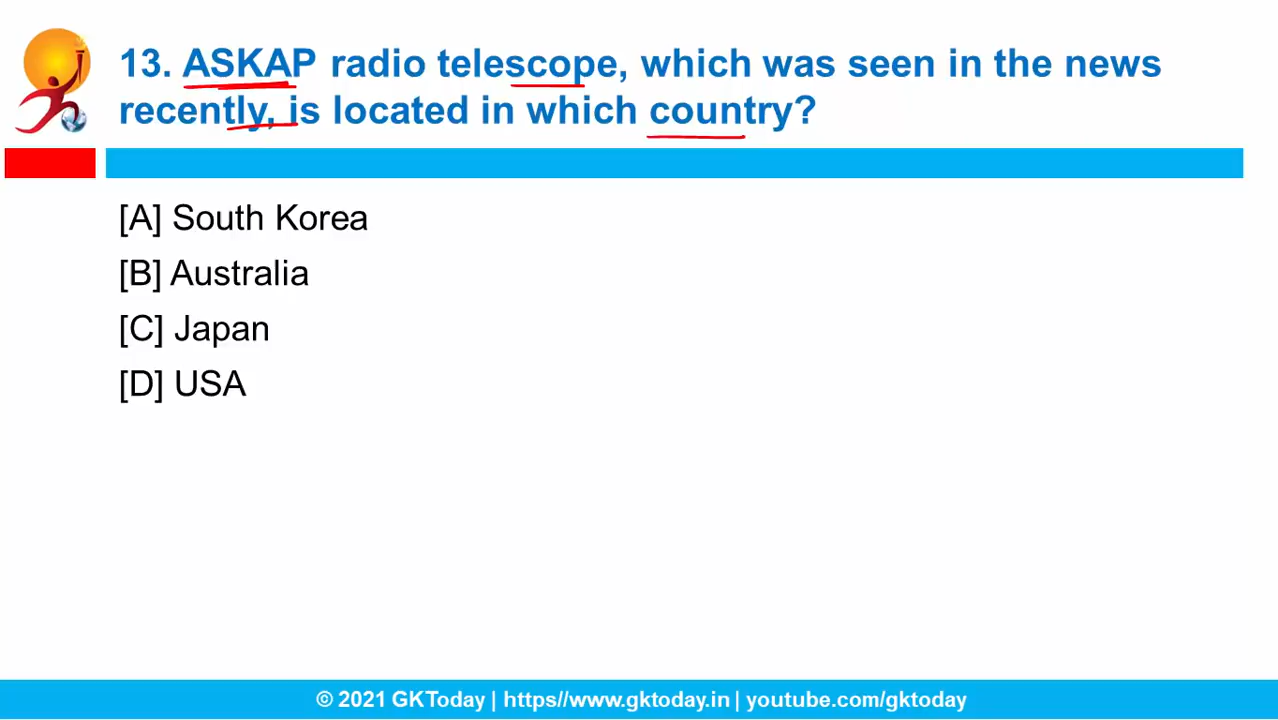 13. ASKAP radio telescope, which was seen in the news
recently, is located in which country?
[A] South Korea
[B] Australia
[C] Japan
[D] USA
© 2021 GKToday | https//www.gktoday.in | youtube.com/gktoday